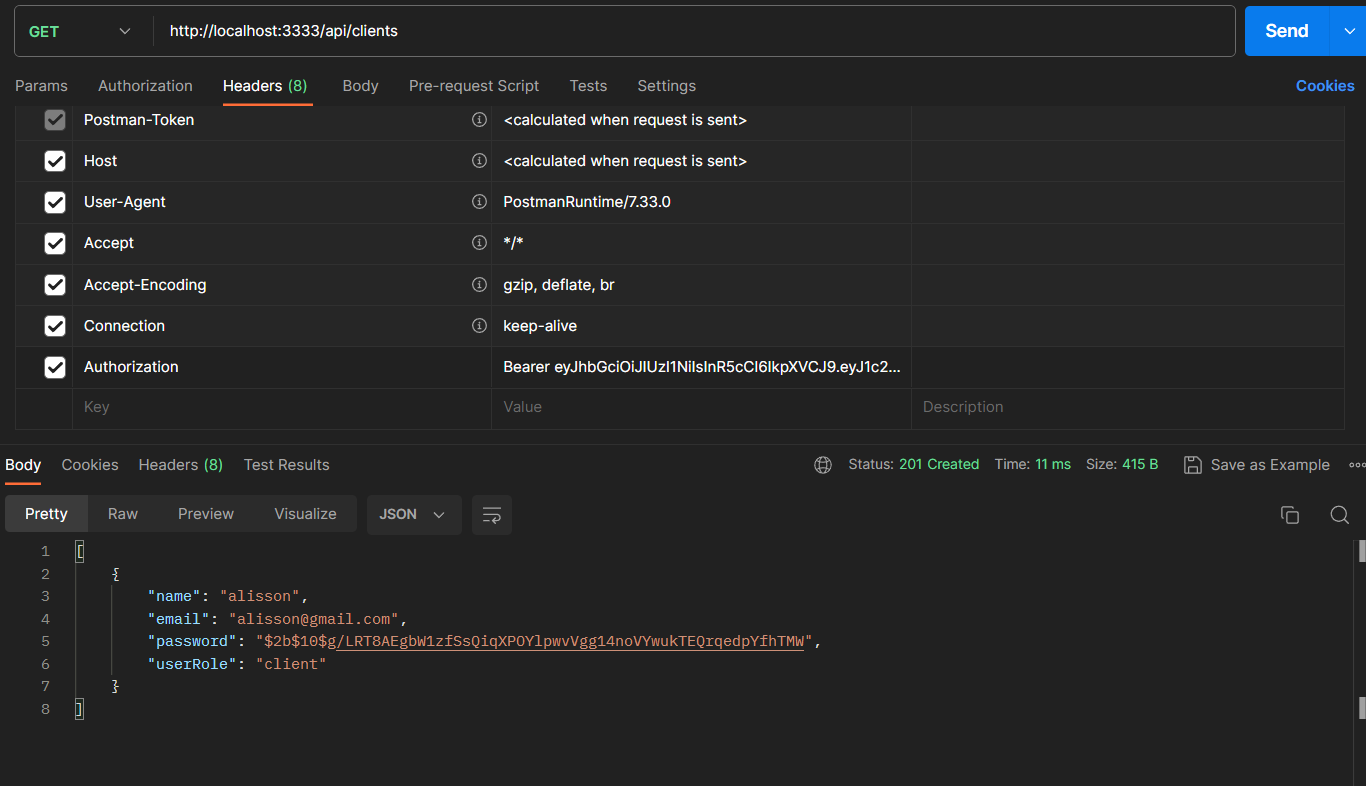 GET http://localhost:3333/api/clients Send
Params Authorization Headers (8) Body Pre-request Script Tests Settings Cookies
Postman-Token <calculated when request is sent>
Host <calculated when request is sent>
User-Agent PostmanRuntime/7.33.0
Accept */*
Accept-Encoding gzip, deflate, br
Connection keep-alive
Authorization Bearer eyJhbGciOiJIUzI1NiIsInR5cCI6IkpXVCJ9.eyJ1c2...
Key Value Description
Body Cookies Headers (8) Test Results Status: 201 Created Time: 11 ms Size: 415 B Save as Example
Pretty Raw Preview Visualize JSON
1 [
2 {
3 "name": "alisson",
4 "email": "alisson@gmail.com",
5 "password": "$2b$10$g/LRT8AEgbW1zfSsQiqXPOYlpwvVgg14noVYwukTEQrqedpYfhTMW",
6 "userRole": "client"
7 }
8 ]